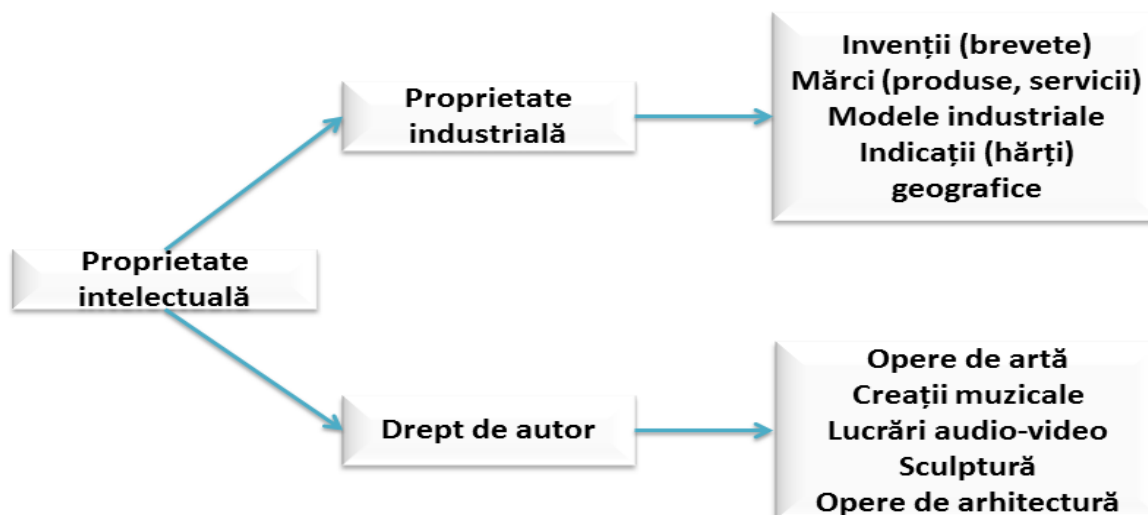 Proprietate
intelectuală
Proprietate
industrială
Invenții (brevete)
Mărci (produse, servicii)
Modele industriale
Indicații (hărți)
geografice
Drept de autor
Opere de artă
Creații muzicale
Lucrări audio-video
Sculptură
Opere de arhitectură